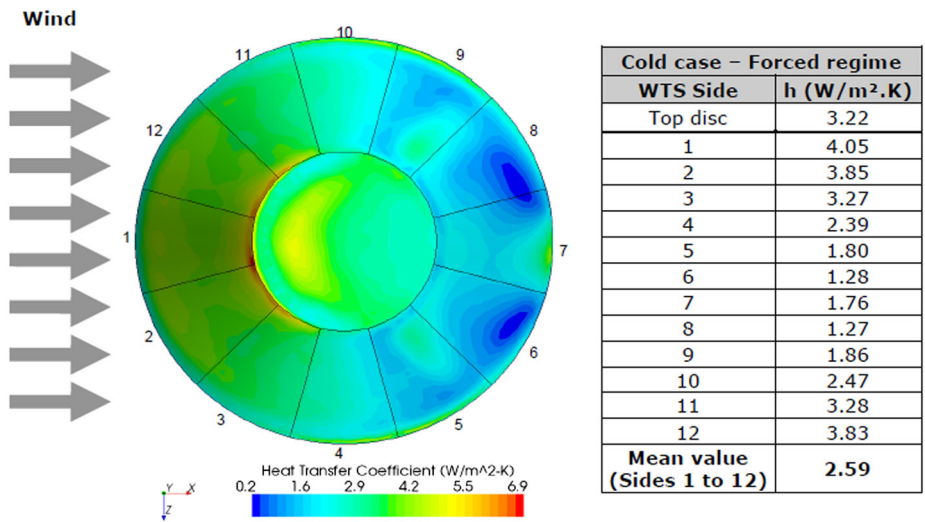 Wind
10
11
9
12
8
1
7
2
6
3
5
4
Heat Transfer Coefficient (W/m^2-K)
0.2 1.6 2.9 4.2 5.5 6.9
Y X
Z
Cold case – Forced regime
WTS Side h (W/m².K)
Top disc 3.22
1 4.05
2 3.85
3 3.27
4 2.39
5 1.80
6 1.28
7 1.76
8 1.27
9 1.86
10 2.47
11 3.28
12 3.83
Mean value
(Sides 1 to 12) 2.59